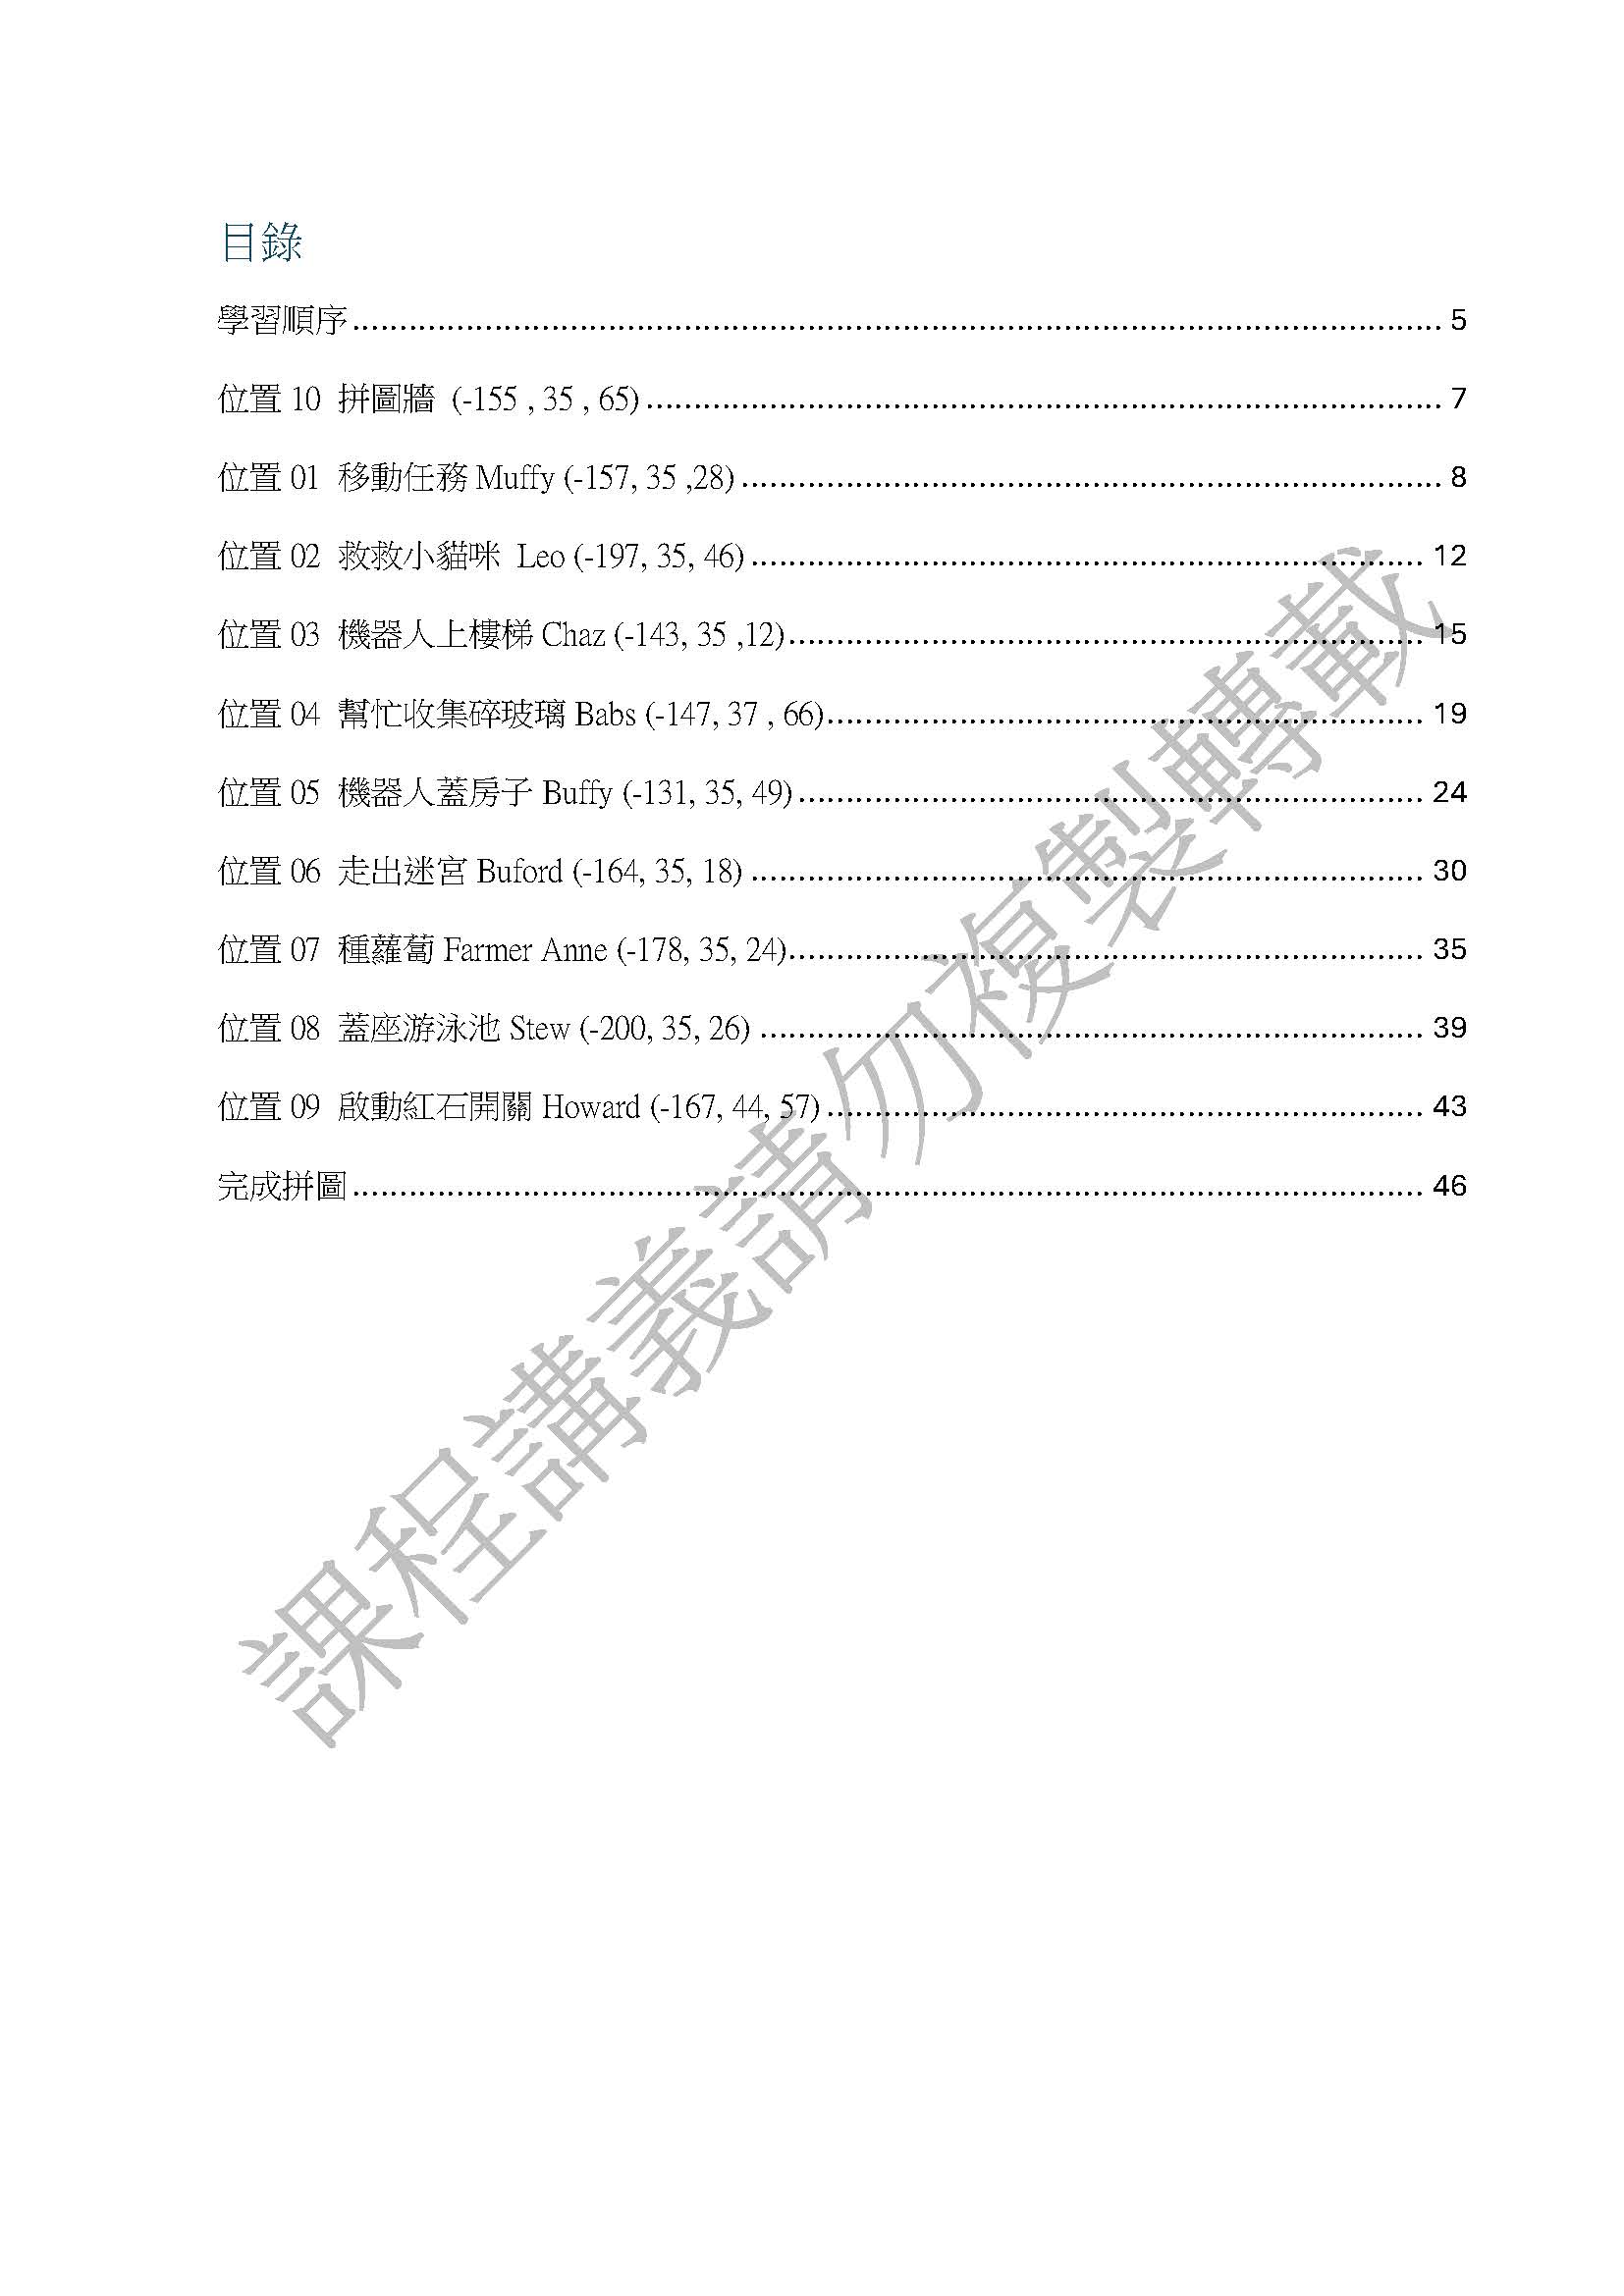 目錄
學習順序 ........ 5
位置 10 拼圖牆 (-155 , 35 , 65) ........ 7
位置 01 移動任務 Muffy (-157, 35 ,28) ........ 8
位置 02 救救小貓咪 Leo (-197, 35, 46) ........ 12
位置 03 機器人上樓梯 Chaz (-143, 35 ,12) ........ 15
位置 04 幫忙收集碎玻璃 Babs (-147, 37 , 66) ........ 19
位置 05 機器人蓋房子 Buffy (-131, 35, 49) ........ 24
位置 06 走出迷宮 Buford (-164, 35, 18) ........ 30
位置 07 種蘿蔔 Farmer Anne (-178, 35, 24) ........ 35
位置 08 蓋座游泳池 Stew (-200, 35, 26) ........ 39
位置 09 啟動紅石開關 Howard (-167, 44, 57) ........ 43
完成拼圖 ........ 46
課程講義請勿複製轉載